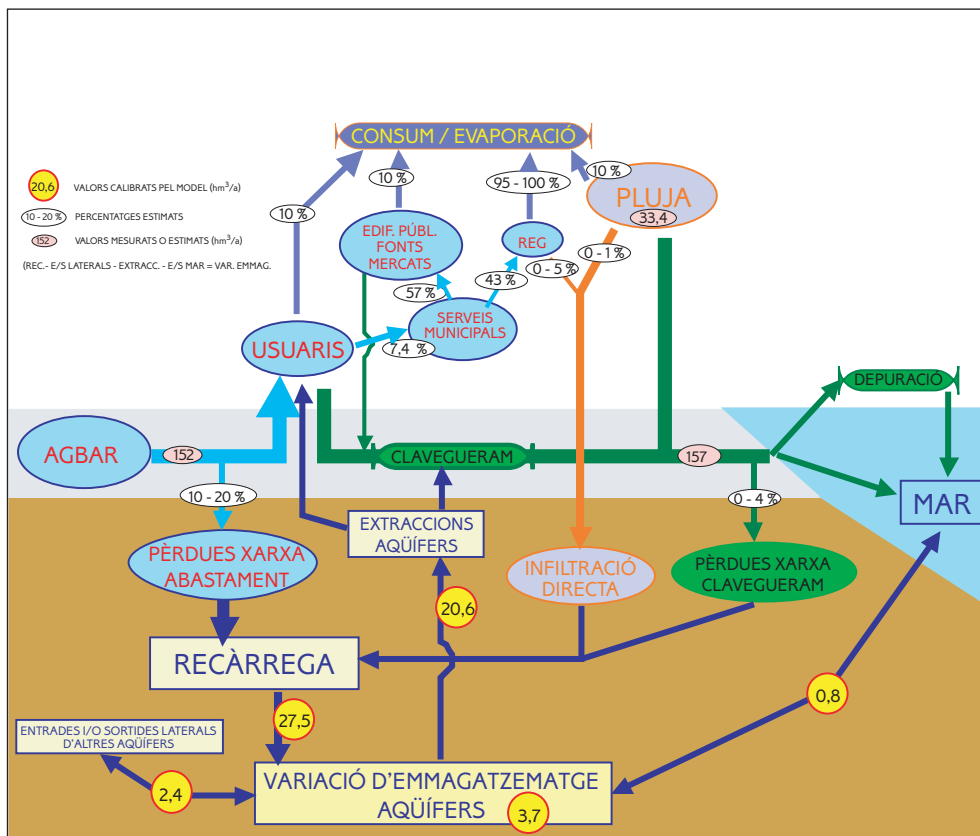 CONSUM / EVAPORACIÓ
20,6 VALORS CALIBRATS PEL MODEL (hm³/a)
10 - 20 % PERCENTATGES ESTIMATS
152 VALORS MESURATS O ESTIMATS (hm³/a)
(REC.- E/S LATERALS - EXTRACC. - E/S MAR = VAR. EMMAG.
10 %
10 %
95 - 100 %
10 %
PLUJA
33,4
EDIF. PÚBL.
FONTS
MERCATS
REG
0 - 5 %
0 - 1 %
57 %
43 %
SERVEIS
MUNICIPALS
7,4 %
USUARIS
DEPURACIÓ
AGBAR
152
CLAVEGUERAM
157
10 - 20 %
0 - 4 %
MAR
EXTRACCIONS
AQÜÍFERS
PÈRDUES XARXA
ABASTAMENT
INFILTRACIÓ
DIRECTA
PÈRDUES XARXA
CLAVEGUERAM
20,6
RECÀRREGA
27,5
0,8
ENTRADES I/O SORTIDES LATERALS
D'ALTRES AQÜÍFERS
2,4
VARIACIÓ D'EMMAGATZEMATGE
AQÜÍFERS
3,7